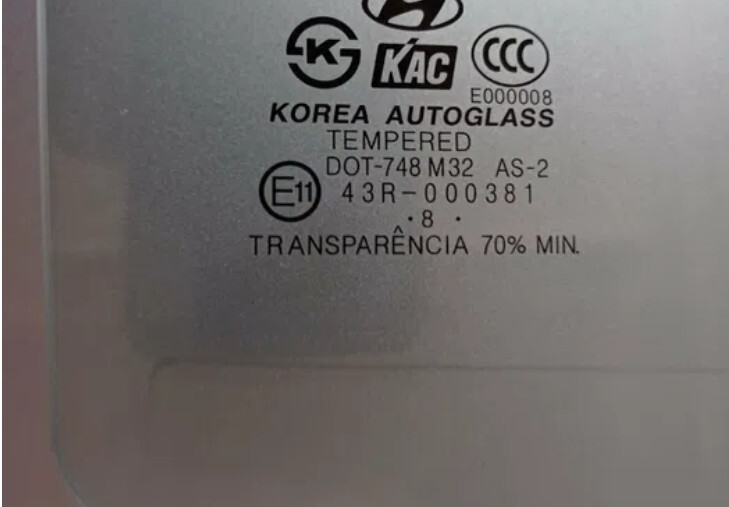 KAC
CCC
E000008
KOREA AUTOGLASS
TEMPERED
DOT-748 M32 AS-2
E11 43R-000381
·8·
TRANSPARÊNCIA 70% MIN.